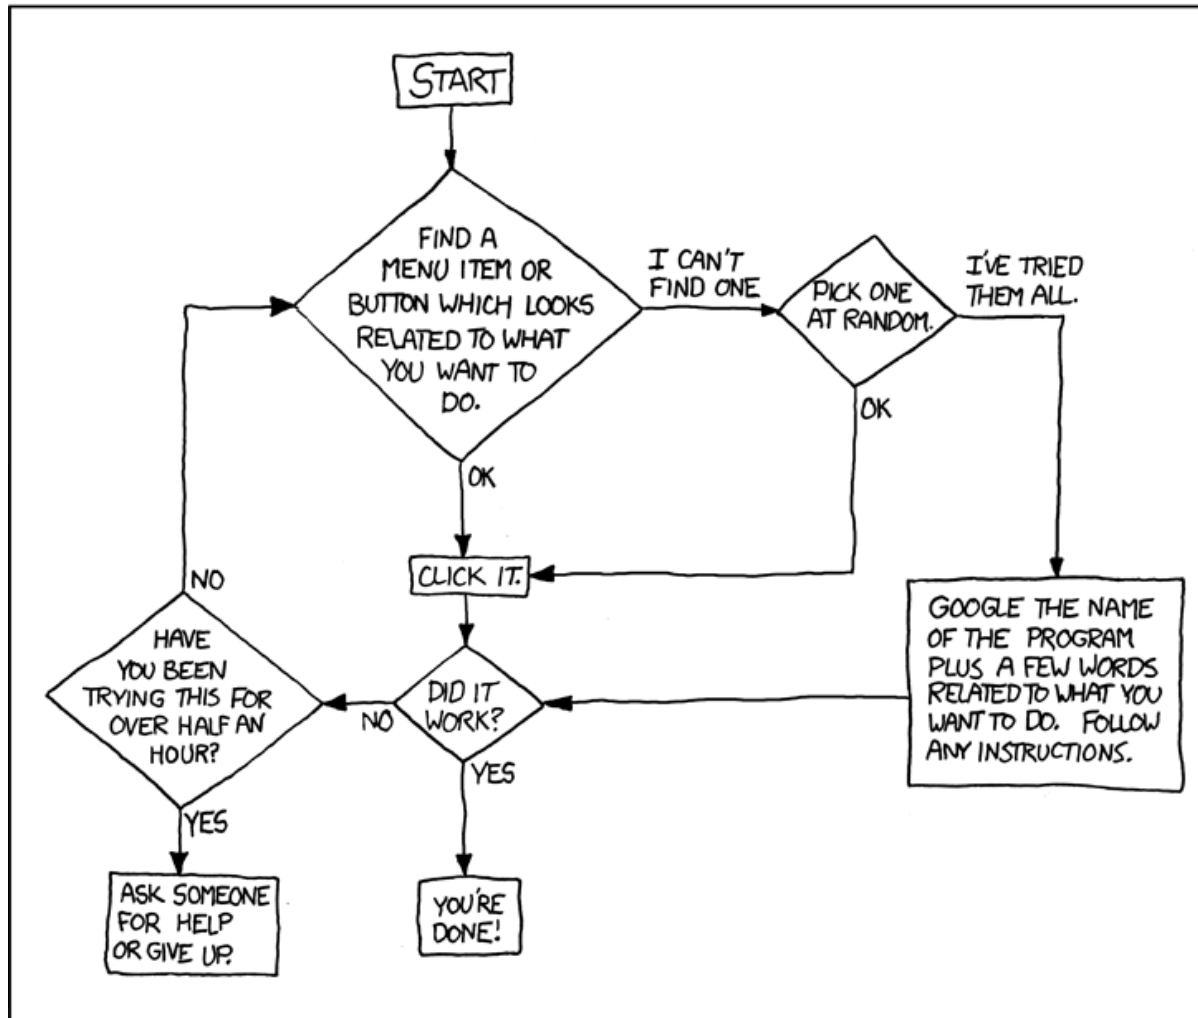 START
FIND A
MENU ITEM OR
BUTTON WHICH LOOKS
RELATED TO WHAT
YOU WANT TO
DO.
I CAN'T
FIND ONE
PICK ONE
AT RANDOM.
I'VE TRIED
THEM ALL.
OK
OK
CLICK IT.
GOOGLE THE NAME
OF THE PROGRAM
PLUS A FEW WORDS
RELATED TO WHAT YOU
WANT TO DO. FOLLOW
ANY INSTRUCTIONS.
DID IT
WORK?
NO
YES
NO
HAVE
YOU BEEN
TRYING THIS FOR
OVER HALF AN
HOUR?
YES
ASK SOMEONE
FOR HELP
OR GIVE UP.
YOU'RE
DONE!